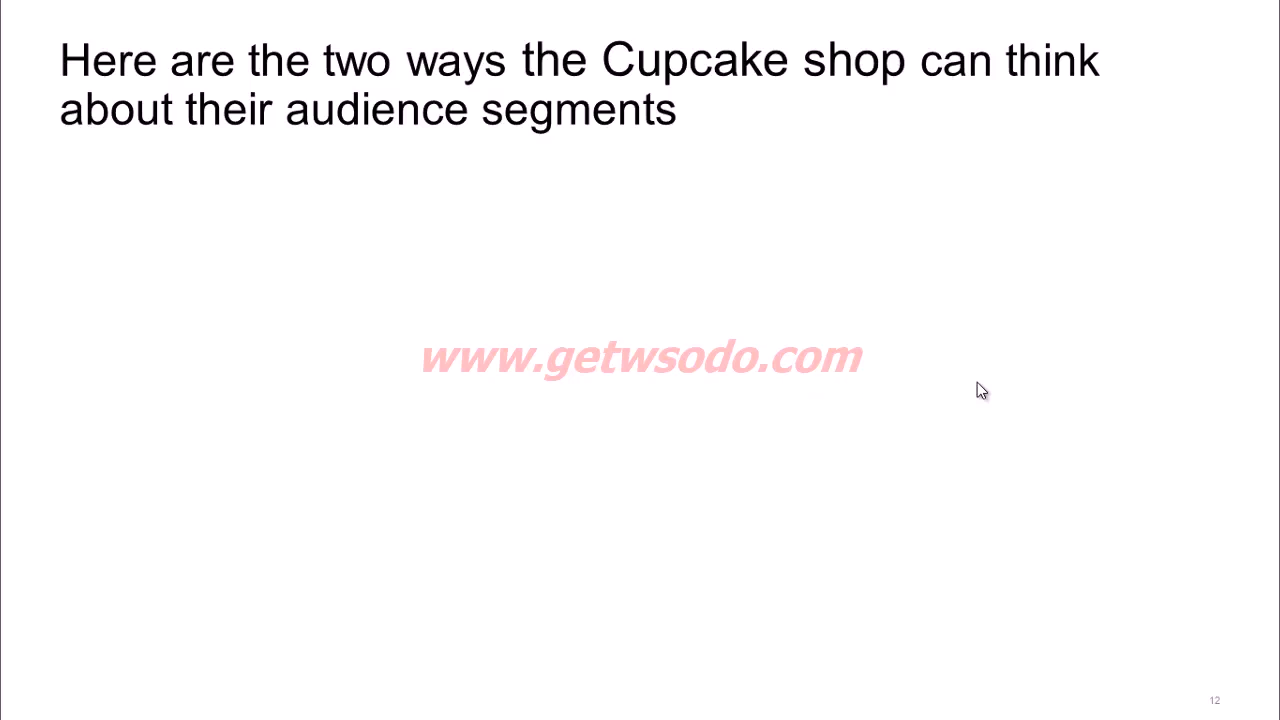 Here are the two ways the Cupcake shop can think
about their audience segments
www.getwsodo.com
12